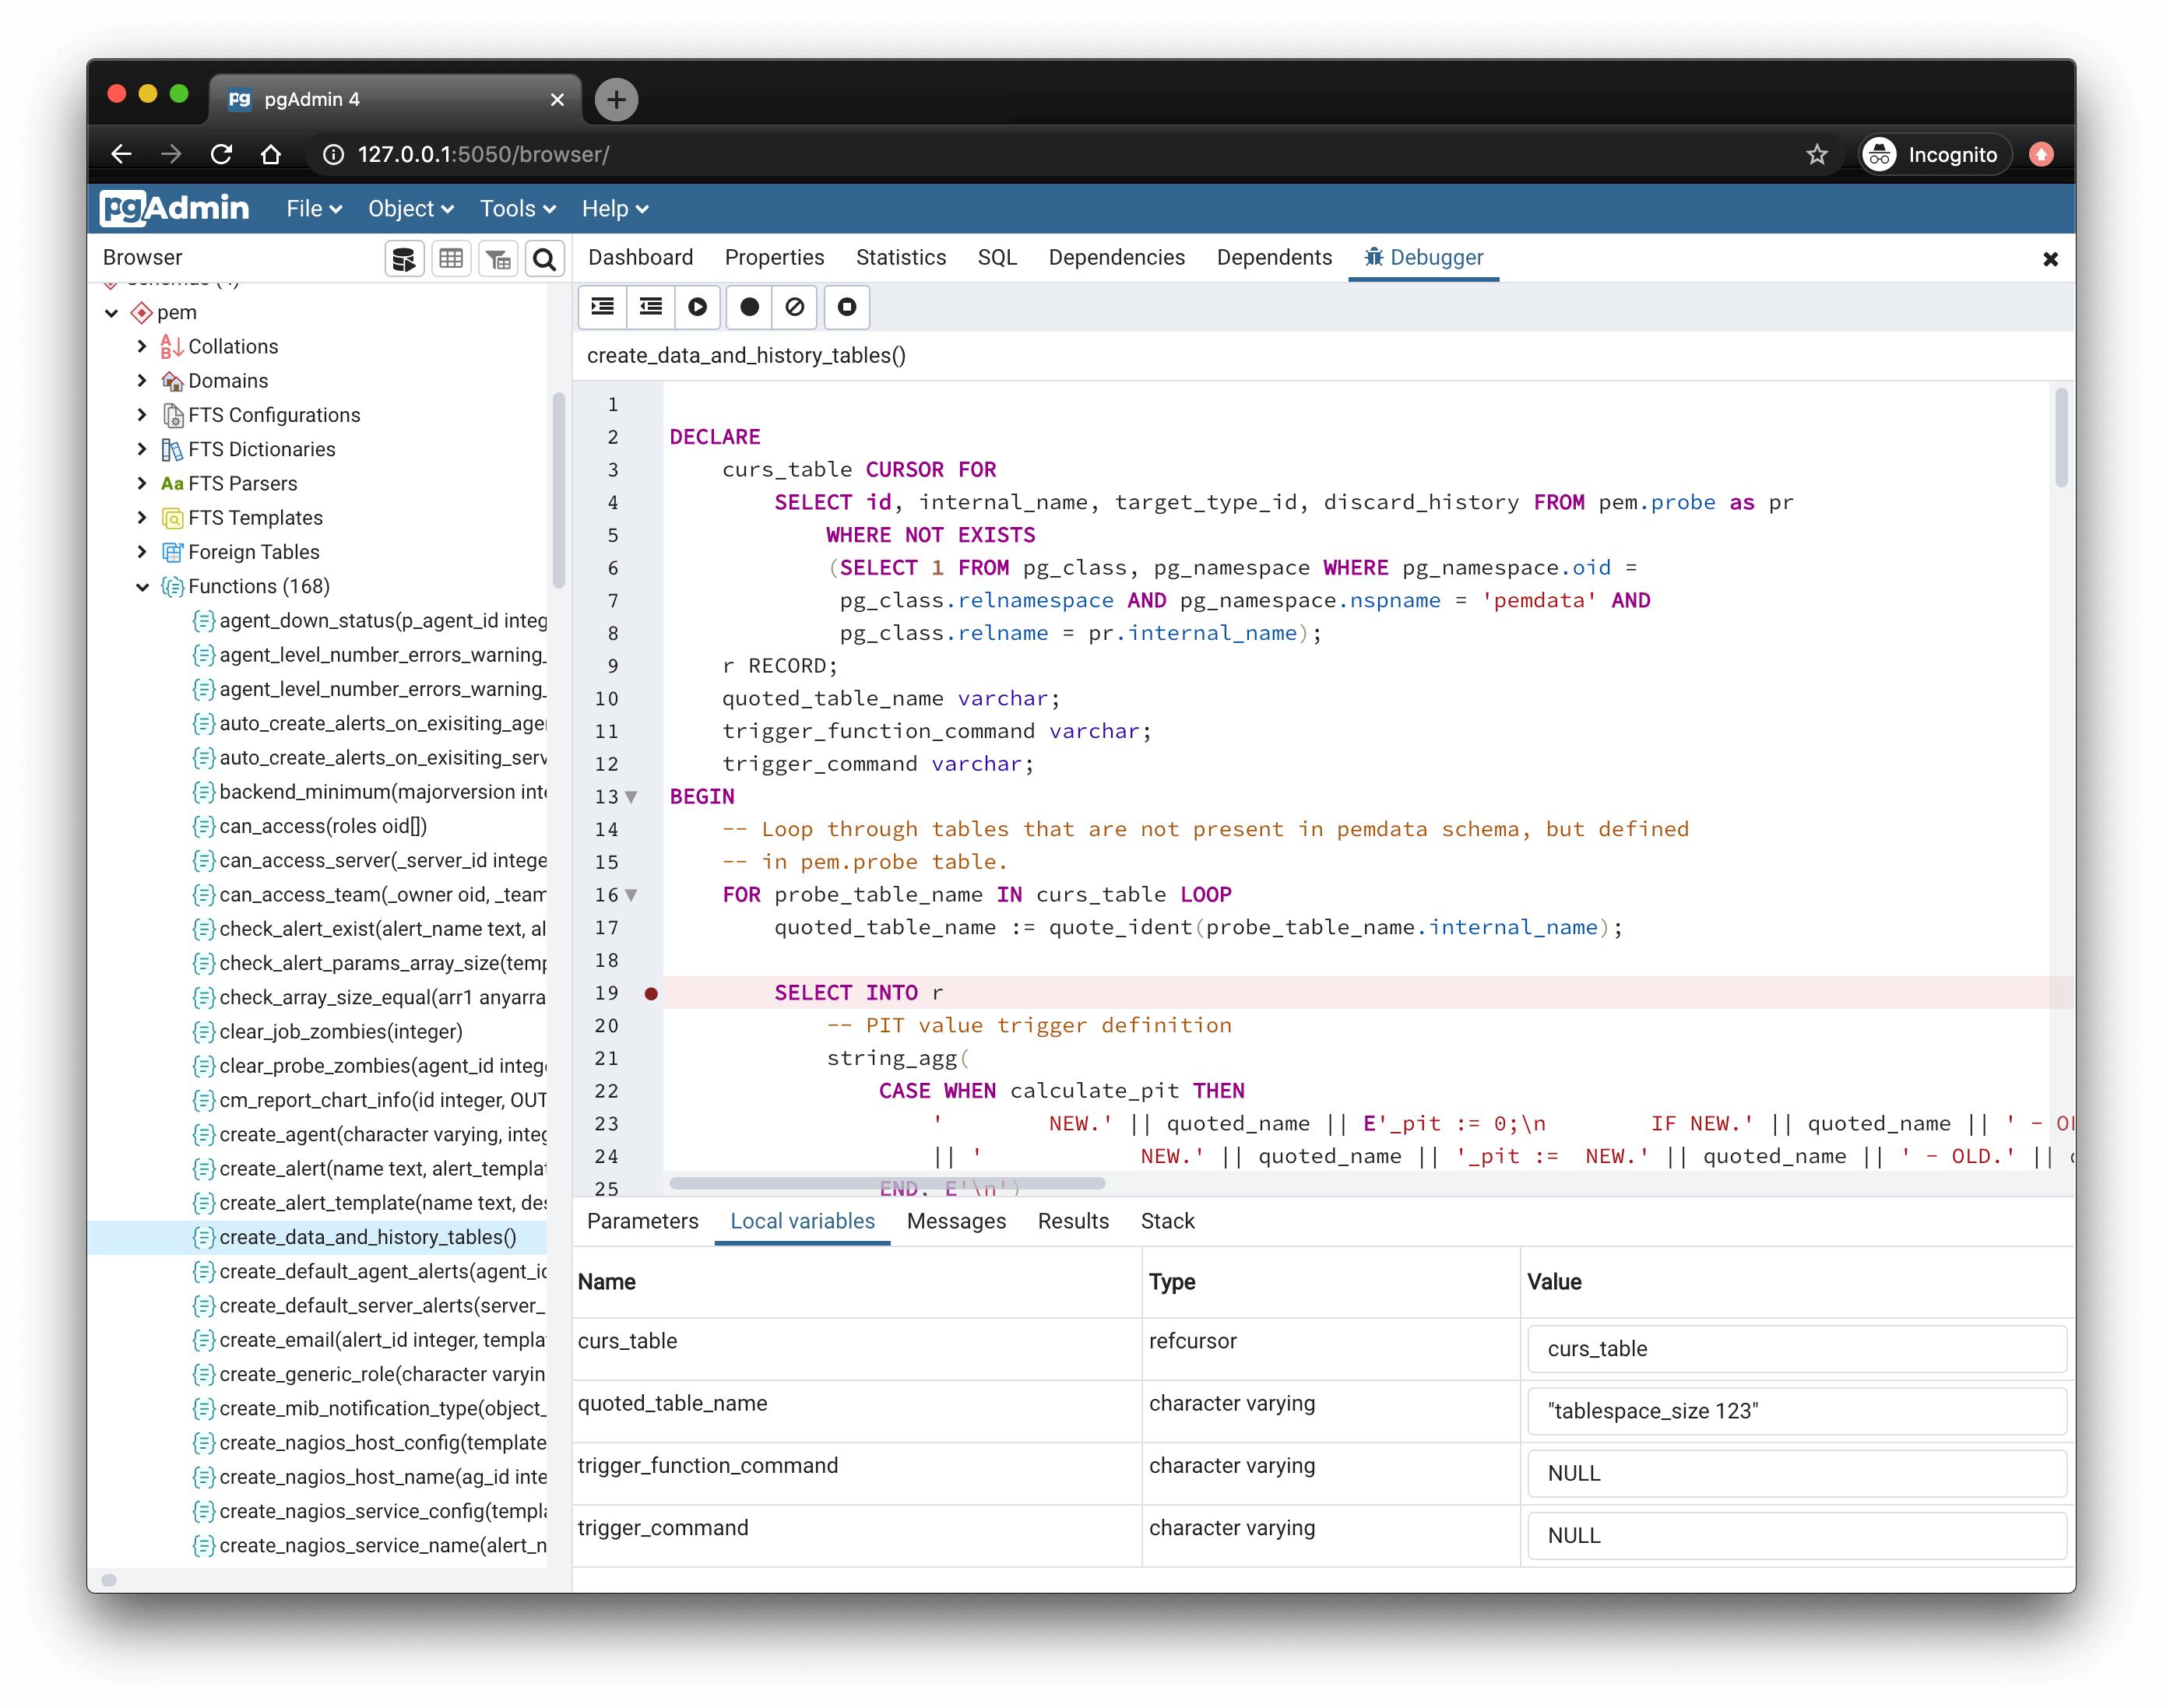 pg pgAdmin 4
127.0.0.1:5050/browser/ Incognito
pgAdmin File Object Tools Help
Browser
Dashboard Properties Statistics SQL Dependencies Dependents Debugger
pem
Collations
Domains
FTS Configurations
FTS Dictionaries
Aa FTS Parsers
FTS Templates
Foreign Tables
Functions (168)
agent_down_status(p_agent_id integ
agent_level_number_errors_warning_
agent_level_number_errors_warning_
auto_create_alerts_on_exisiting_age
auto_create_alerts_on_exisiting_serv
backend_minimum(majorversion inte
can_access(roles oid[])
can_access_server(_server_id intege
can_access_team(_owner oid, _team
check_alert_exist(alert_name text, al
check_alert_params_array_size(temp
check_array_size_equal(arr1 anyarra
clear_job_zombies(integer)
clear_probe_zombies(agent_id integ
cm_report_chart_info(id integer, OUT
create_agent(character varying, integ
create_alert(name text, alert_templat
create_alert_template(name text, des
create_data_and_history_tables()
create_default_agent_alerts(agent_id
create_default_server_alerts(server_
create_email(alert_id integer, templa
create_generic_role(character varyin
create_mib_notification_type(object_
create_nagios_host_config(template
create_nagios_host_name(ag_id inte
create_nagios_service_config(templa
create_nagios_service_name(alert_n
create_data_and_history_tables()
1
2 DECLARE
3 curs_table CURSOR FOR
4 SELECT id, internal_name, target_type_id, discard_history FROM pem.probe as pr
5 WHERE NOT EXISTS
6 (SELECT 1 FROM pg_class, pg_namespace WHERE pg_namespace.oid =
7 pg_class.relnamespace AND pg_namespace.nspname = 'pemdata' AND
8 pg_class.relname = pr.internal_name);
9 r RECORD;
10 quoted_table_name varchar;
11 trigger_function_command varchar;
12 trigger_command varchar;
13 BEGIN
14 -- Loop through tables that are not present in pemdata schema, but defined
15 -- in pem.probe table.
16 FOR probe_table_name IN curs_table LOOP
17 quoted_table_name := quote_ident(probe_table_name.internal_name);
18
19 SELECT INTO r
20 -- PIT value trigger definition
21 string_agg(
22 CASE WHEN calculate_pit THEN
23 ' NEW.' || quoted_name || E'_pit := 0;\n IF NEW.' || quoted_name || ' - Ol
24 || ' NEW.' || quoted_name || '_pit := NEW.' || quoted_name || ' - OLD.' ||
25 END, E'\n')
Parameters Local variables Messages Results Stack
Name Type Value
curs_table refcursor curs_table
quoted_table_name character varying "tablespace_size 123"
trigger_function_command character varying NULL
trigger_command character varying NULL